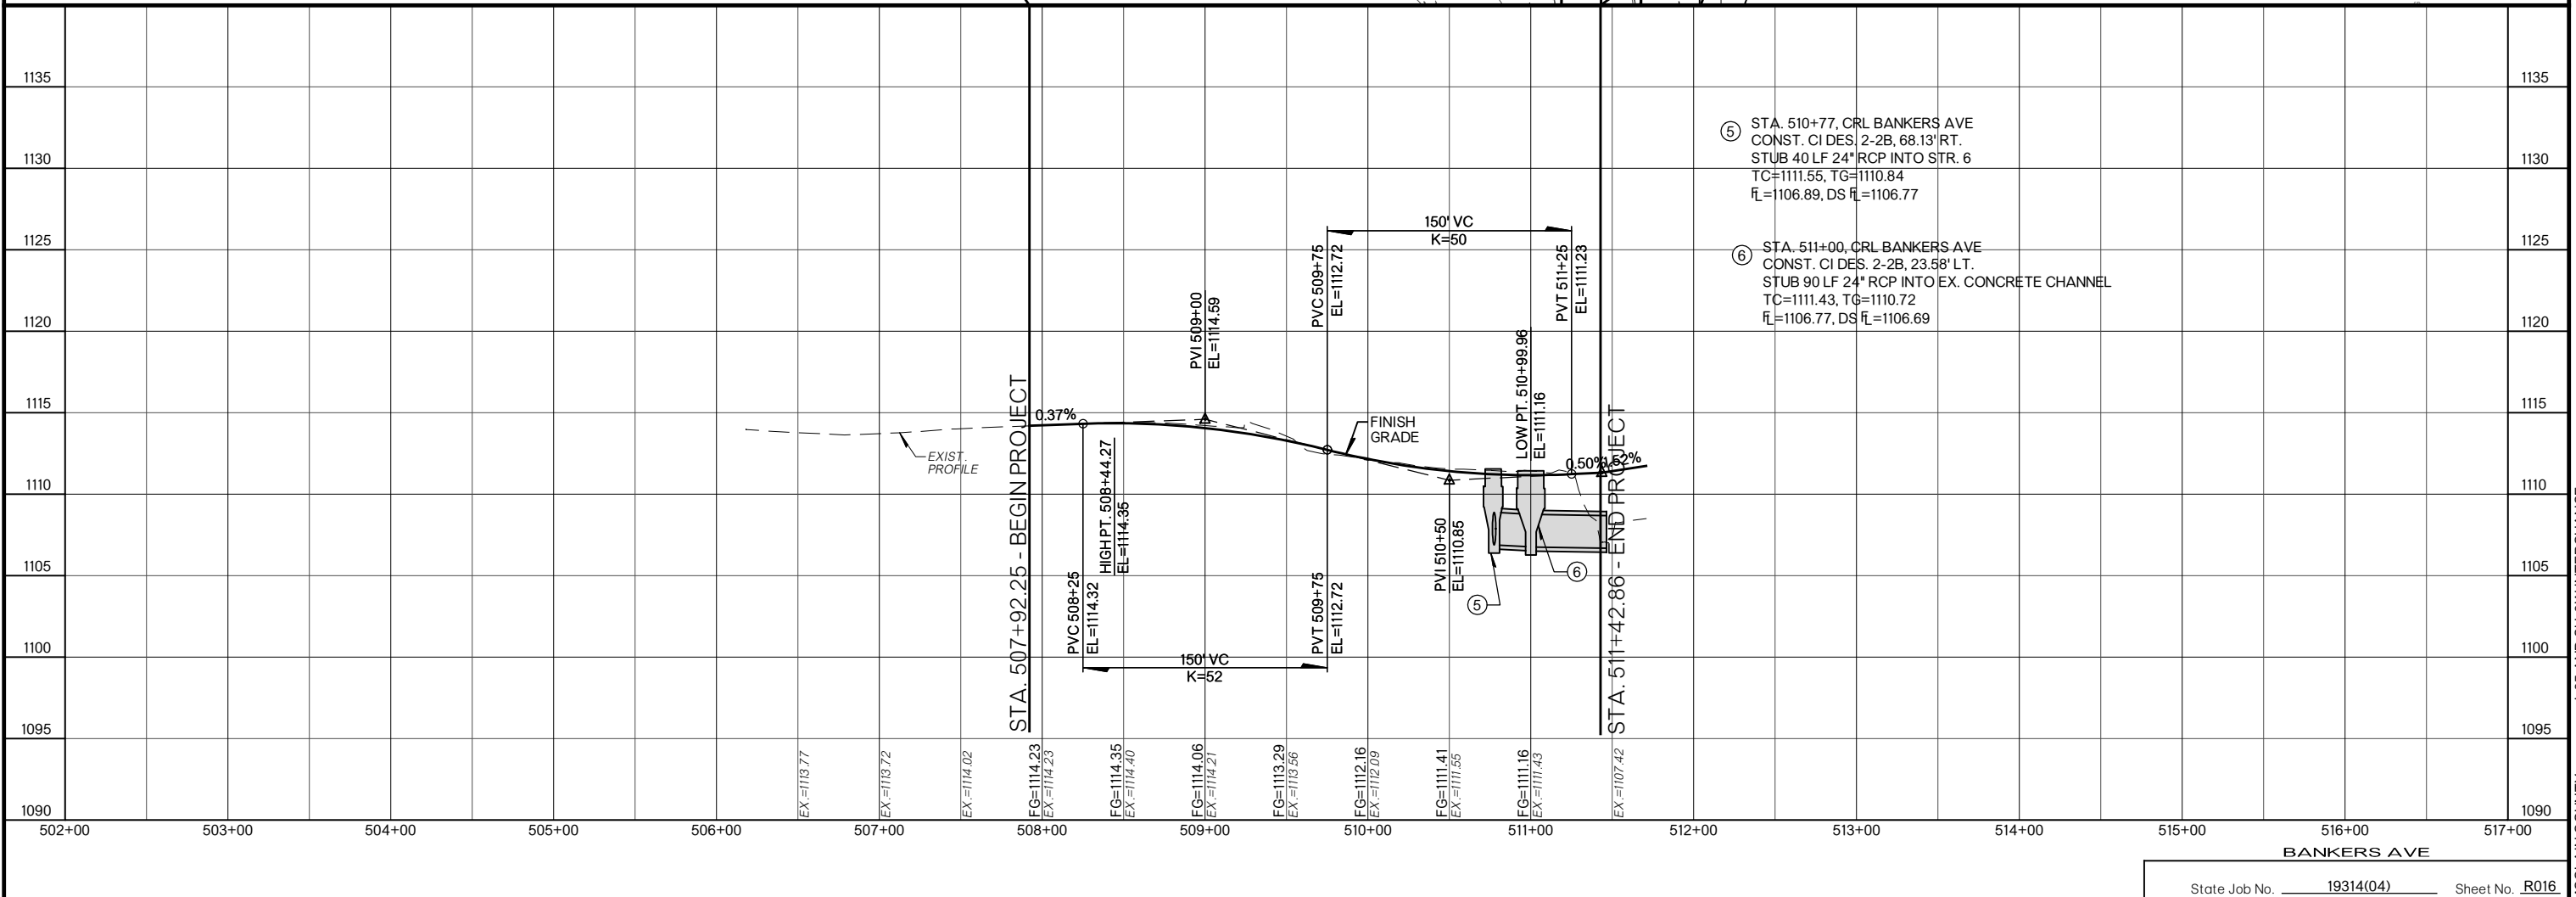 1135
1130
1125
1120
1115
1110
1105
1100
1095
1090
1135
1130
1125
1120
1115
1110
1105
1100
1095
1090
5
STA. 510+77, CRL BANKERS AVE
CONST. CI DES. 2-2B, 68.13' RT.
STUB 40 LF 24" RCP INTO STR. 6
TC=1111.55, TG=1110.84
FL=1106.89, DS FL=1106.77
6
STA. 511+00, CRL BANKERS AVE
CONST. CI DES. 2-2B, 23.58' LT.
STUB 90 LF 24" RCP INTO EX. CONCRETE CHANNEL
TC=1111.43, TG=1110.72
FL=1106.77, DS FL=1106.69
150' VC
K=50
PVC 509+75
EL=1112.72
PVT 511+25
EL=1111.23
PVI 509+00
EL=1114.59
LOW PT. 510+99.96
EL=1111.16
0.37%
FINISH
GRADE
0.50%
EXIST.
PROFILE
STA. 507+92.25 - BEGIN PROJECT
HIGH PT. 508+44.27
EL=1114.35
PVI 510+50
EL=1110.85
STA. 511+42.86 - END PROJECT
5
6
PVC 508+25
EL=1114.32
PVT 509+75
EL=1112.72
150' VC
K=52
EX.=1113.77
EX.=1113.72
EX.=1114.02
FG=1114.23
EX.=1114.23
FG=1114.35
EX.=1114.40
FG=1114.06
EX.=1114.21
FG=1113.29
EX.=1113.56
FG=1112.16
EX.=1112.09
FG=1111.41
EX.=1111.55
FG=1111.16
EX.=1111.43
EX.=1107.42
502+00
503+00
504+00
505+00
506+00
507+00
508+00
509+00
510+00
511+00
512+00
513+00
514+00
515+00
516+00
517+00
BANKERS AVE
State Job No. 19314(04) Sheet No. R016